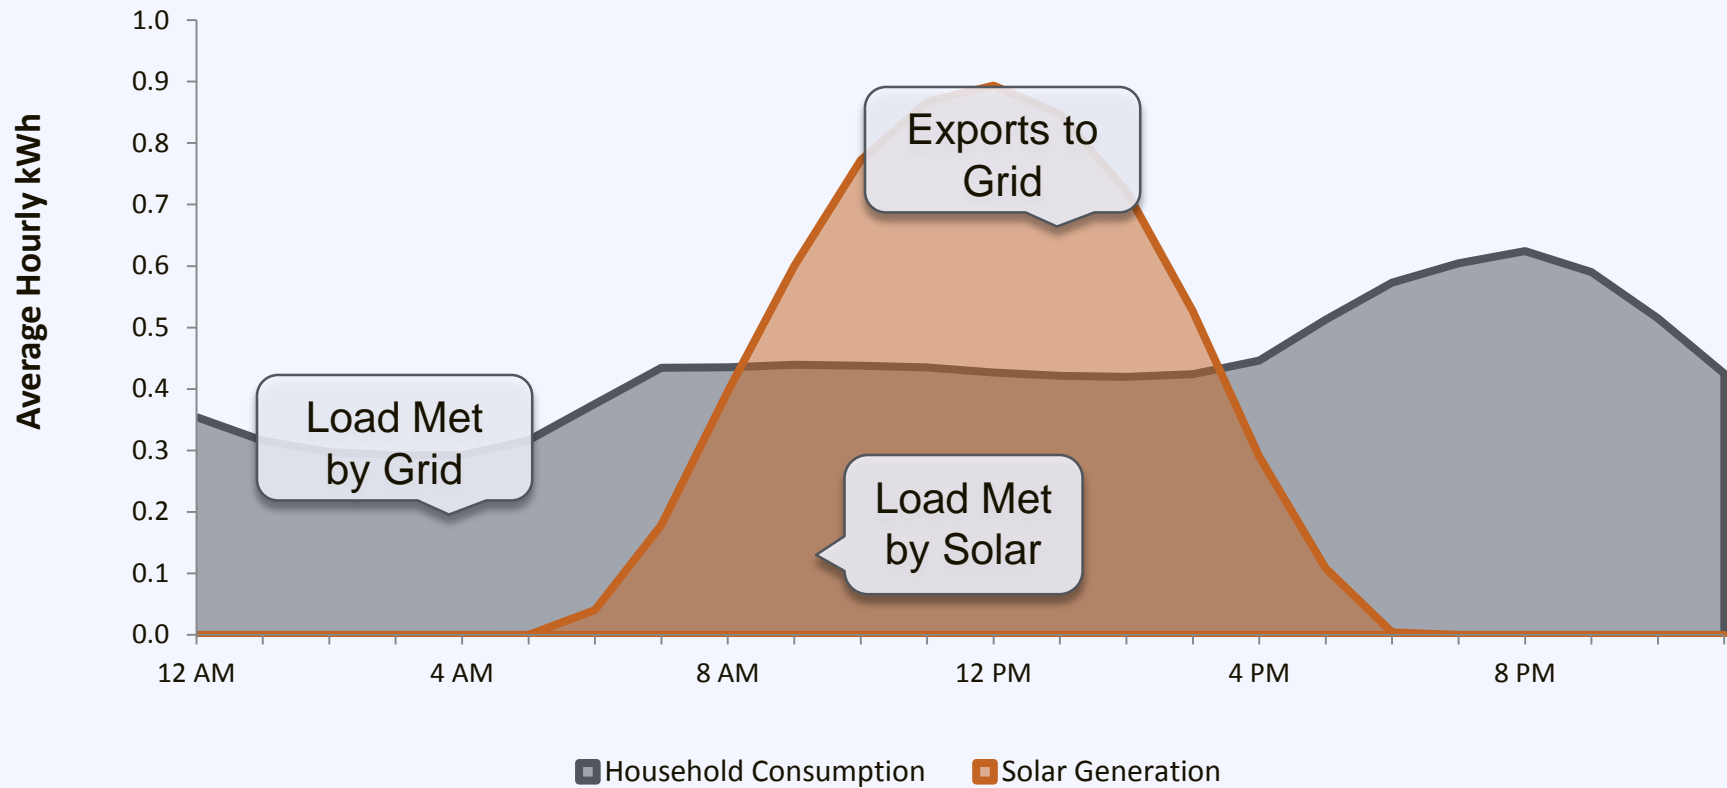 Average Hourly kWh
1.0
0.9
0.8
0.7
0.6
0.5
0.4
0.3
0.2
0.1
0.0
Exports to
Grid
Load Met
by Grid
Load Met
by Solar
12 AM 4 AM 8 AM 12 PM 4 PM 8 PM
Household Consumption Solar Generation